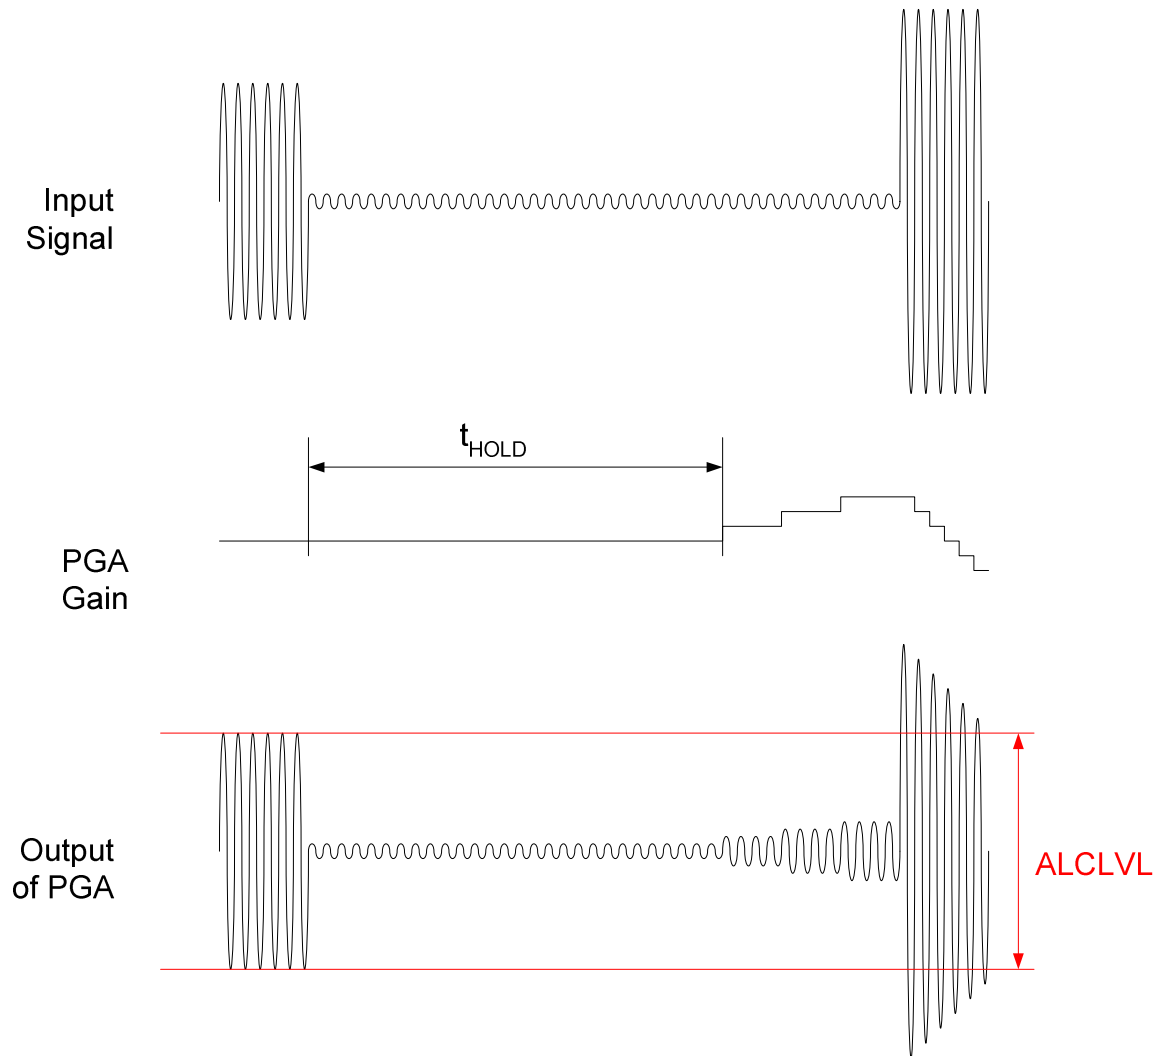 Input
Signal
tHOLD
PGA
Gain
Output
of PGA
ALCLVL